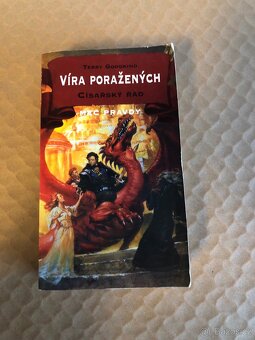 Terry Goodkind
Víra poražených
Císařský řád
Meč pravdy